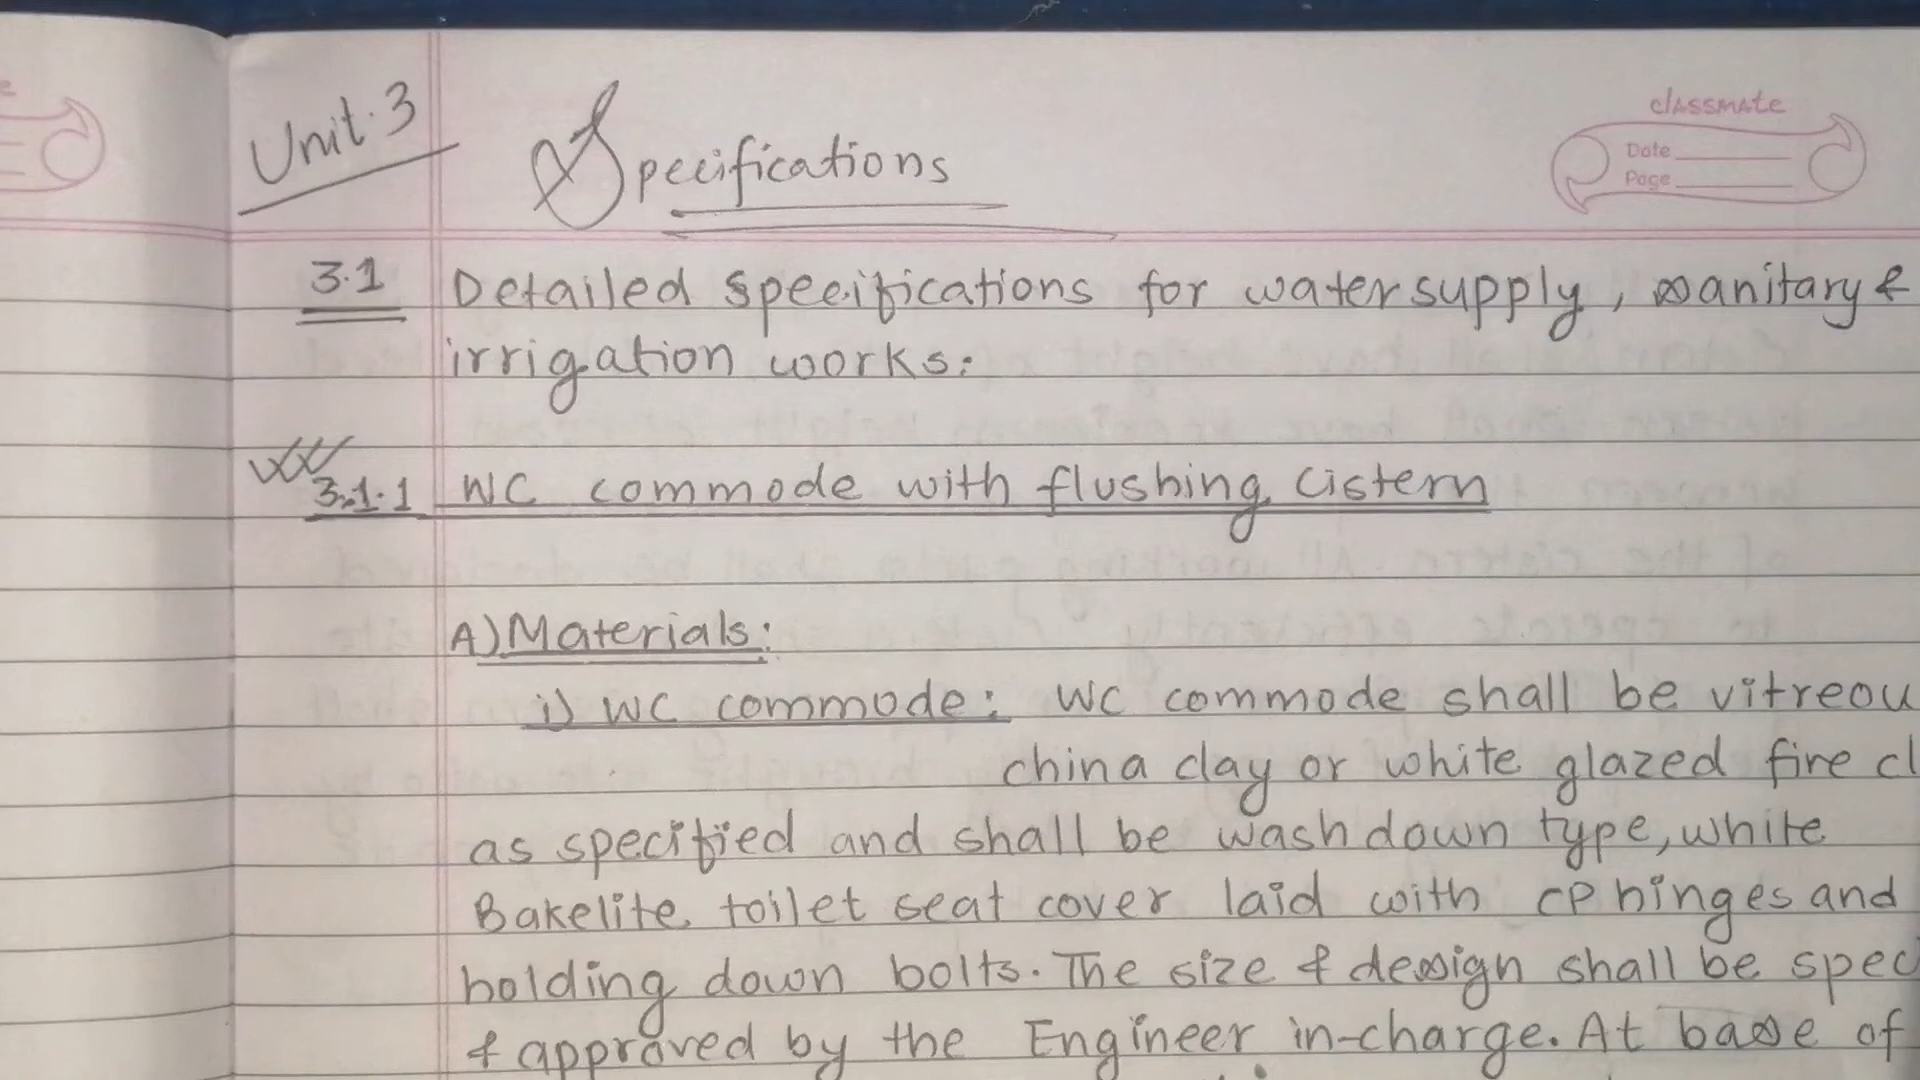 Unit.3
Specifications
classmate
Date
Page
3.1 Detailed specifications for water supply, sanitary &
irrigation works:
3.1.1 WC commode with flushing cistern
A) Materials:
i) WC commode: WC commode shall be vitreou
china clay or white glazed fire cl
as specified and shall be wash down type, white
Bakelite toilet seat cover laid with CP hinges and
holding down bolts. The size & design shall be spec
& approved by the Engineer in-charge. At base of